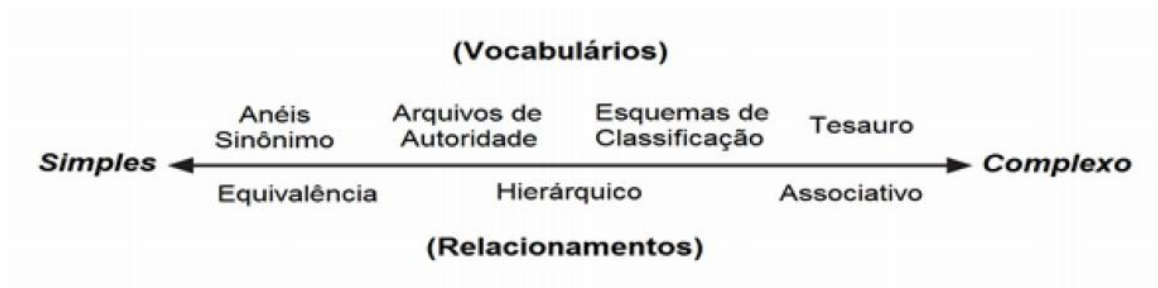 (Vocabulários)
Anéis
Sinônimo
Arquivos de
Autoridade
Esquemas de
Classificação
Tesauro
Simples
Complexo
Equivalência
Hierárquico
Associativo
(Relacionamentos)